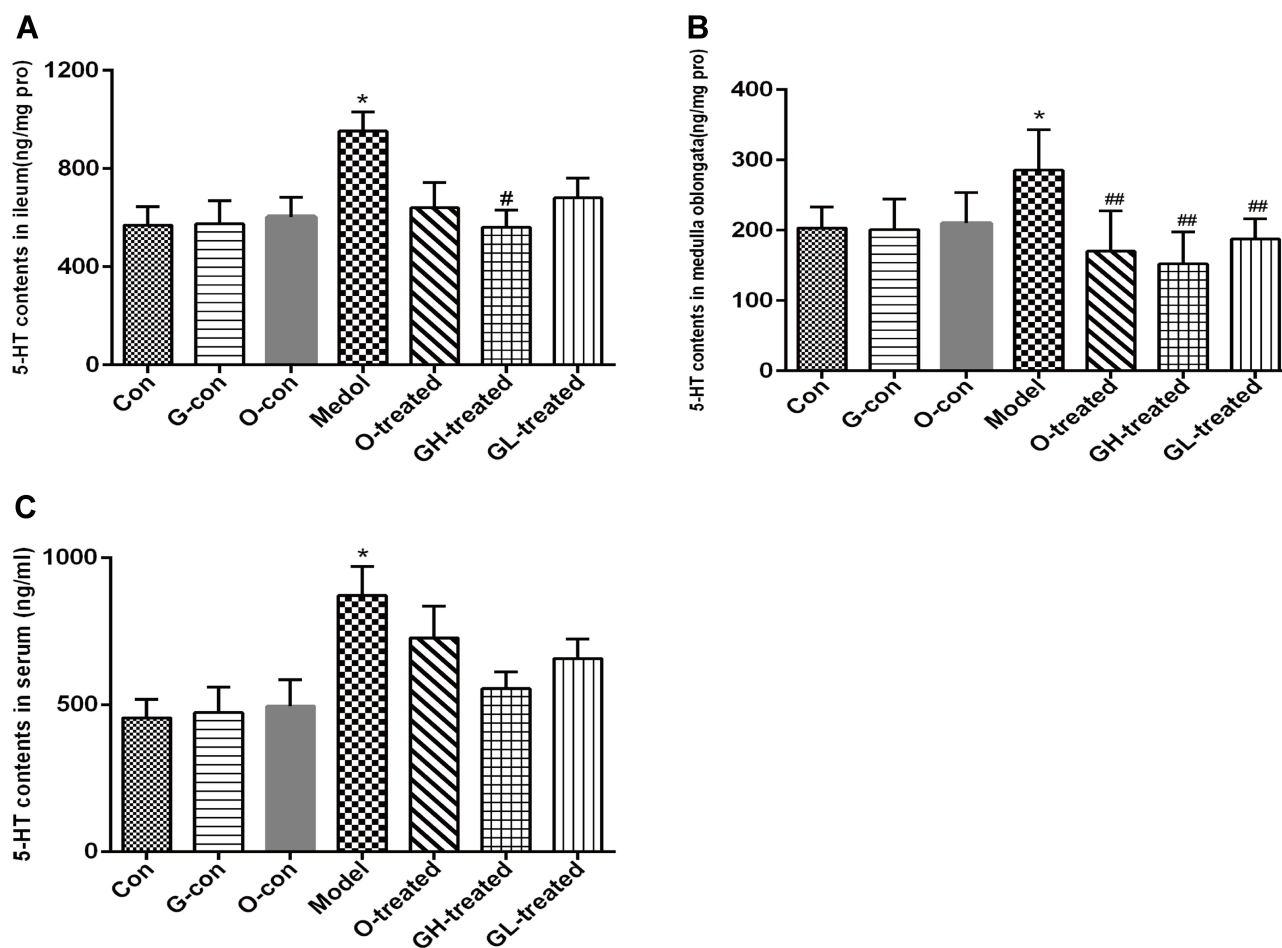 A
5-HT contents in ileum(ng/mg pro)
1200
800
400
0
*
#
Con
G-con
O-con
Medol
O-treated
GH-treated
GL-treated
B
5-HT contents in medulla oblongata(ng/mg pro)
400
300
200
100
0
*
##
##
##
Con
G-con
O-con
Model
O-treated
GH-treated
GL-treated
C
5-HT contents in serum (ng/ml)
1000
500
0
*
Con
G-con
O-con
Model
O-treated
GH-treated
GL-treated